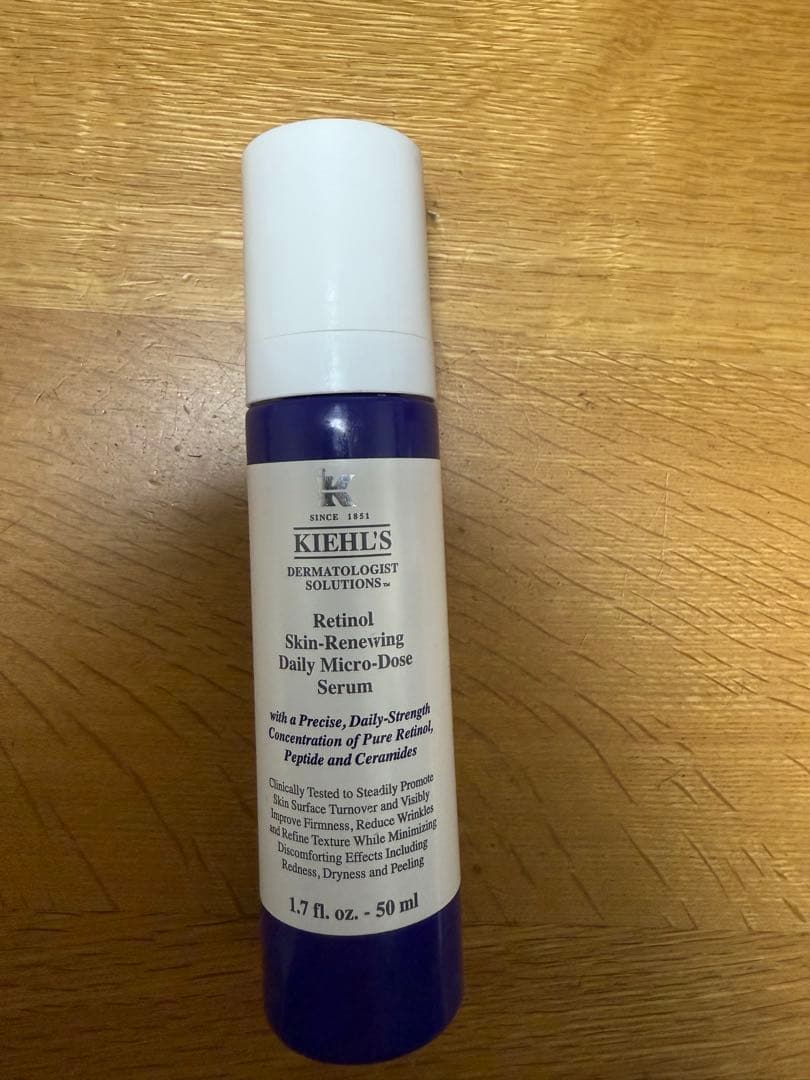 K
SINCE 1851
KIEHL'S
DERMATOLOGIST
SOLUTIONS™
Retinol
Skin-Renewing
Daily Micro-Dose
Serum
with a Precise, Daily-Strength
Concentration of Pure Retinol,
Peptide and Ceramides
Clinically Tested to Steadily Promote
Skin Surface Turnover and Visibly
Improve Firmness, Reduce Wrinkles
and Refine Texture While Minimizing
Discomforting Effects Including
Redness, Dryness and Peeling
1.7 fl. oz. - 50 ml